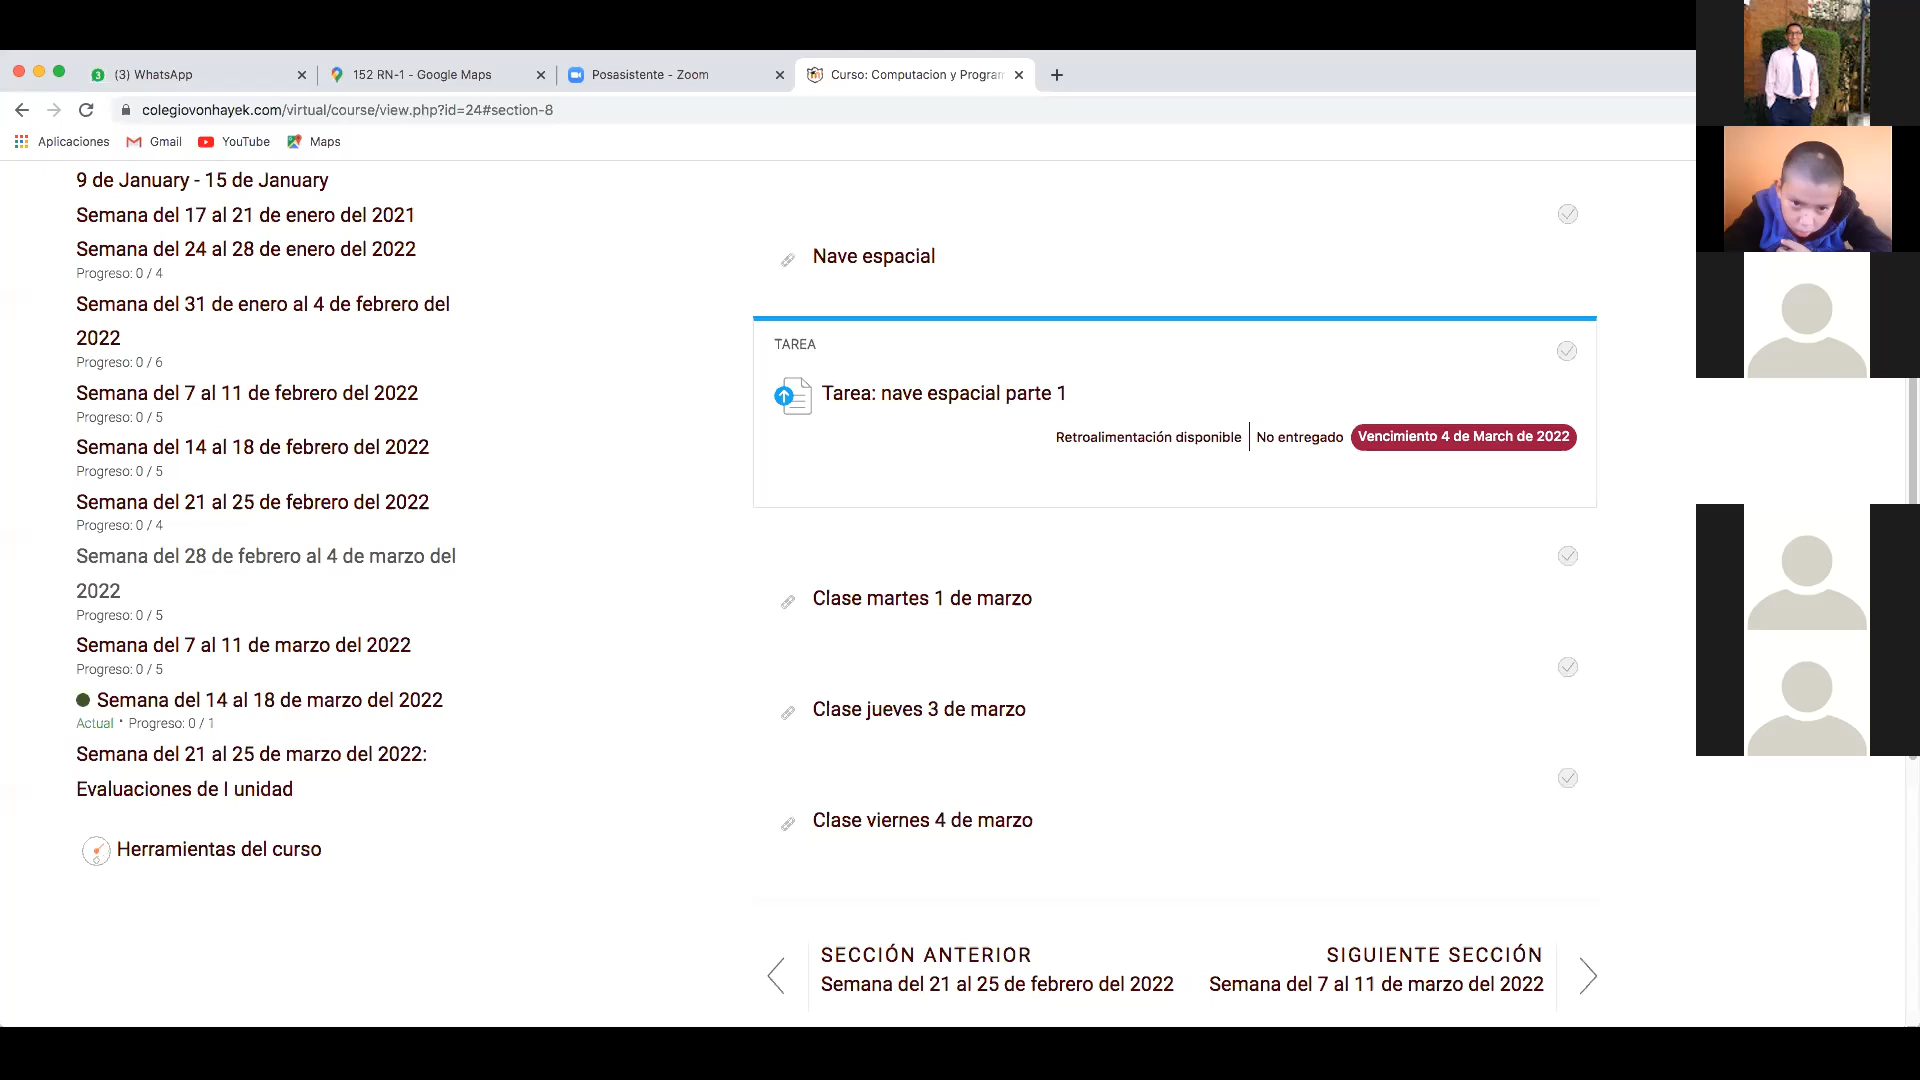 3 (3) WhatsApp
152 RN-1 - Google Maps
Posasistente - Zoom
Curso: Computacion y Program
colegiovonhayek.com/virtual/course/view.php?id=24#section-8
Aplicaciones
Gmail
YouTube
Maps
9 de January - 15 de January
Semana del 17 al 21 de enero del 2021
Semana del 24 al 28 de enero del 2022
Progreso: 0 / 4
Semana del 31 de enero al 4 de febrero del
2022
Progreso: 0 / 6
Semana del 7 al 11 de febrero del 2022
Progreso: 0 / 5
Semana del 14 al 18 de febrero del 2022
Progreso: 0 / 5
Semana del 21 al 25 de febrero del 2022
Progreso: 0 / 4
Semana del 28 de febrero al 4 de marzo del
2022
Progreso: 0 / 5
Semana del 7 al 11 de marzo del 2022
Progreso: 0 / 5
Semana del 14 al 18 de marzo del 2022
Actual · Progreso: 0 / 1
Semana del 21 al 25 de marzo del 2022:
Evaluaciones de I unidad
Herramientas del curso
Nave espacial
TAREA
Tarea: nave espacial parte 1
Retroalimentación disponible
No entregado
Vencimiento 4 de March de 2022
Clase martes 1 de marzo
Clase jueves 3 de marzo
Clase viernes 4 de marzo
SECCIÓN ANTERIOR
Semana del 21 al 25 de febrero del 2022
SIGUIENTE SECCIÓN
Semana del 7 al 11 de marzo del 2022